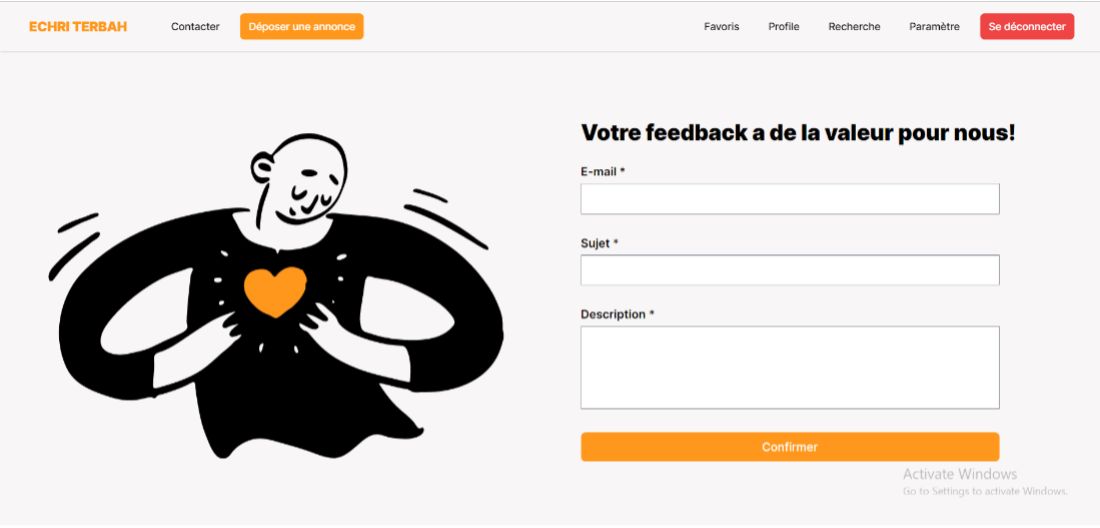 ECHRI TERBAH Contacter Déposer une annonce Favoris Profile Recherche Paramètre Se déconnecter
Votre feedback a de la valeur pour nous!
E-mail *
Sujet *
Description *
Confirmer
Activate Windows
Go to Settings to activate Windows.